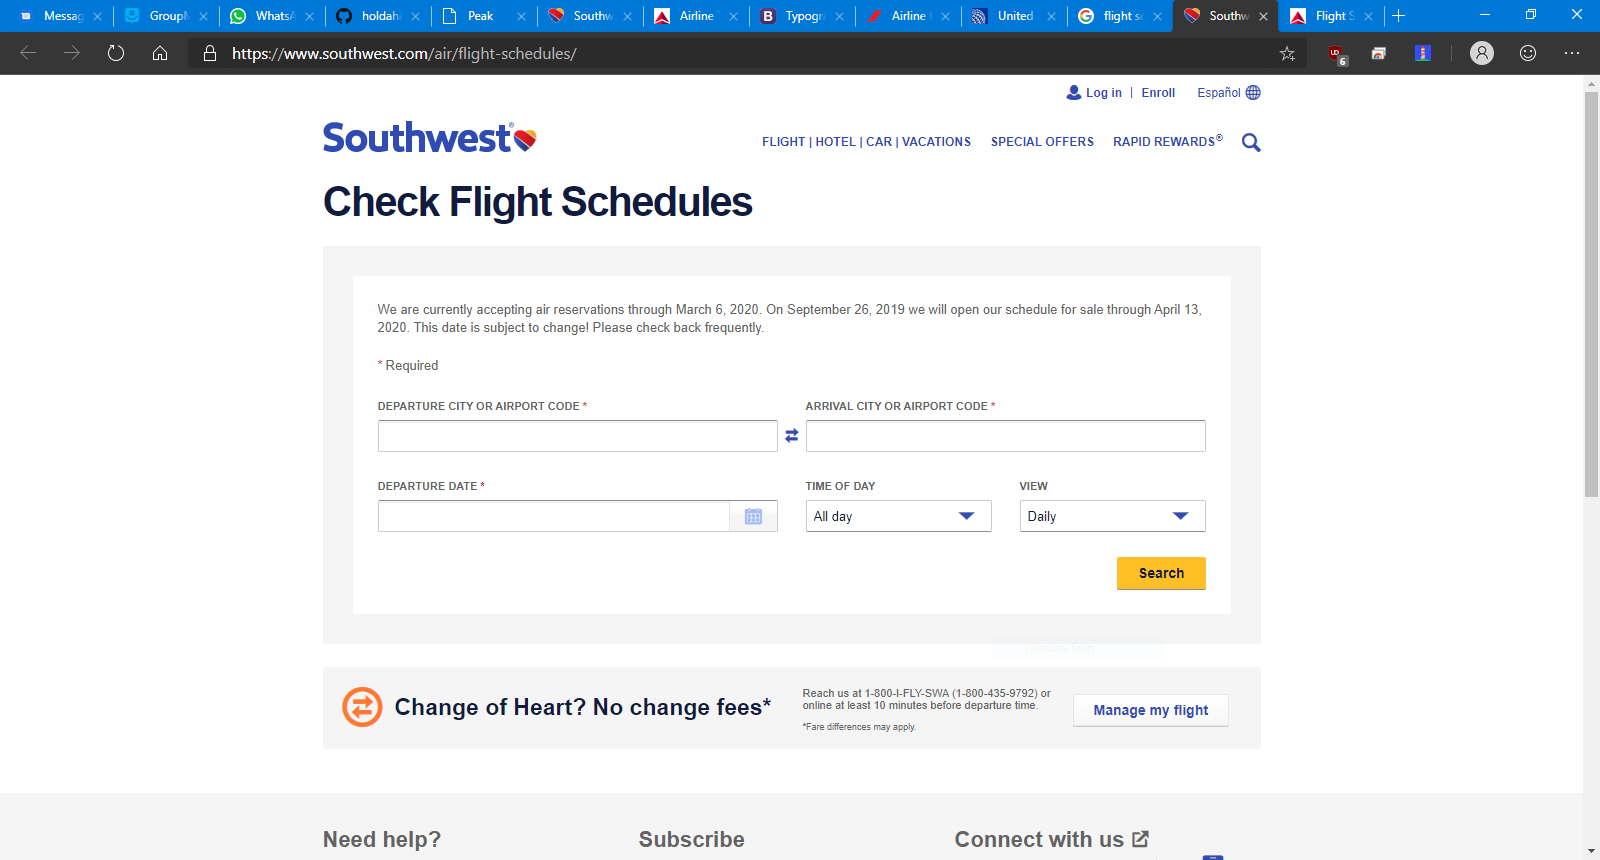 Messag
GroupM
WhatsA
holdaha
Peak
Southw
Airline T
Typogra
Airline t
United
flight sc
Southw
Flight S
https://www.southwest.com/air/flight-schedules/
6
Log in | Enroll Español
Southwest®
FLIGHT | HOTEL | CAR | VACATIONS SPECIAL OFFERS RAPID REWARDS®
Check Flight Schedules
We are currently accepting air reservations through March 6, 2020. On September 26, 2019 we will open our schedule for sale through April 13,
2020. This date is subject to change! Please check back frequently.
* Required
DEPARTURE CITY OR AIRPORT CODE *
ARRIVAL CITY OR AIRPORT CODE *
DEPARTURE DATE *
TIME OF DAY
VIEW
All day
Daily
Search
Window Snip
Change of Heart? No change fees*
Reach us at 1-800-I-FLY-SWA (1-800-435-9792) or
online at least 10 minutes before departure time.
*Fare differences may apply.
Manage my flight
Need help?
Subscribe
Connect with us